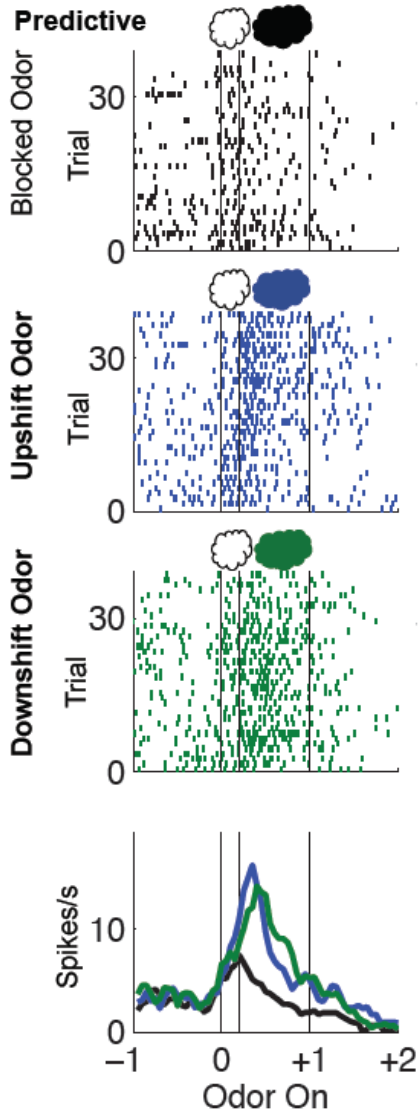 Predictive
Blocked Odor
Trial
30
0
Upshift Odor
Trial
30
0
Downshift Odor
Trial
30
0
Spikes/s
10
0
−1 0 +1 +2
Odor On